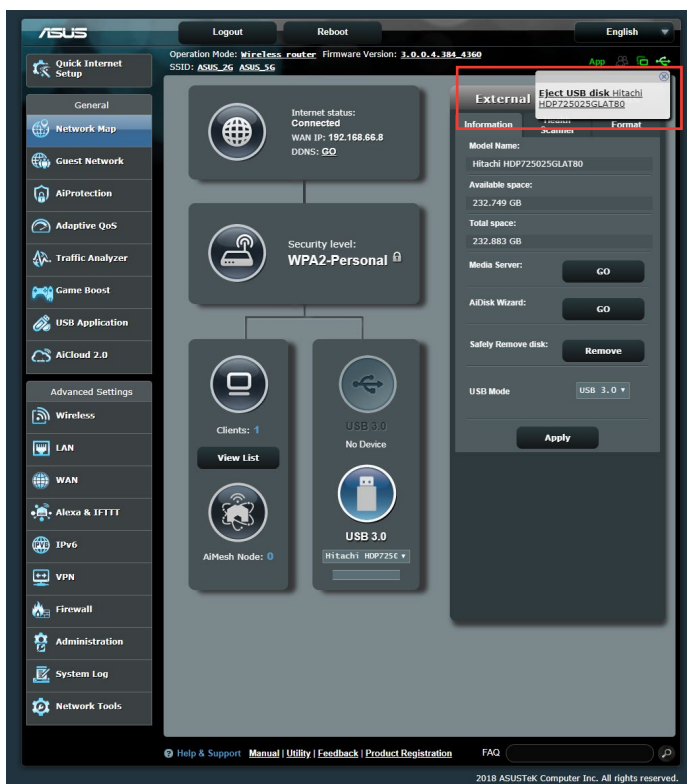 ASUS
Logout
Reboot
English
Quick Internet Setup
Operation Mode: Wireless router Firmware Version: 3.0.0.4.384_4360
SSID: ASUS_2G ASUS_5G
App
General
Network Map
Guest Network
AiProtection
Adaptive QoS
Traffic Analyzer
Game Boost
USB Application
AiCloud 2.0
Advanced Settings
Wireless
LAN
WAN
Alexa & IFTTT
IPv6
VPN
Firewall
Administration
System Log
Network Tools
Internet status:
Connected
WAN IP: 192.168.66.8
DDNS: GO
Security level:
WPA2-Personal
Clients: 1
View List
AiMesh Node: 0
USB 3.0
No Device
USB 3.0
Hitachi HDP725
External
Eject USB disk Hitachi
HDP725025GLAT80
Information
Health
Scanner
Format
Model Name:
Hitachi HDP725025GLAT80
Available space:
232.749 GB
Total space:
232.883 GB
Media Server:
GO
AiDisk Wizard:
GO
Safely Remove disk:
Remove
USB Mode
USB 3.0
Apply
Help & Support Manual | Utility | Feedback | Product Registration
FAQ
2018 ASUSTeK Computer Inc. All rights reserved.